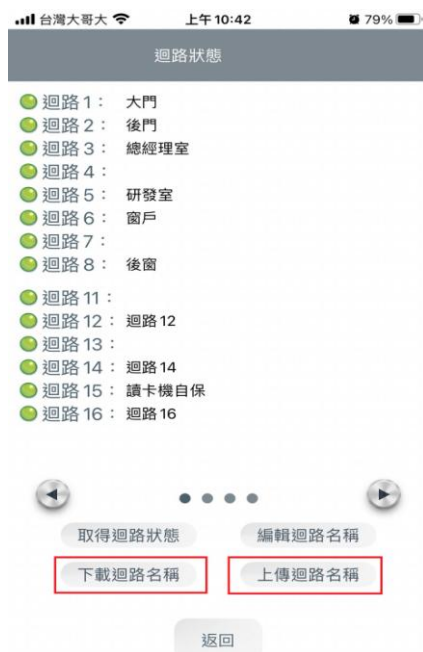 台灣大哥大 上午10:42 79%
迴路狀態
迴路1： 大門
迴路2： 後門
迴路3： 總經理室
迴路4：
迴路5： 研發室
迴路6： 窗戶
迴路7：
迴路8： 後窗
迴路11：
迴路12： 迴路12
迴路13：
迴路14： 迴路14
迴路15： 讀卡機自保
迴路16： 迴路16
取得迴路狀態 編輯迴路名稱
下載迴路名稱 上傳迴路名稱
返回